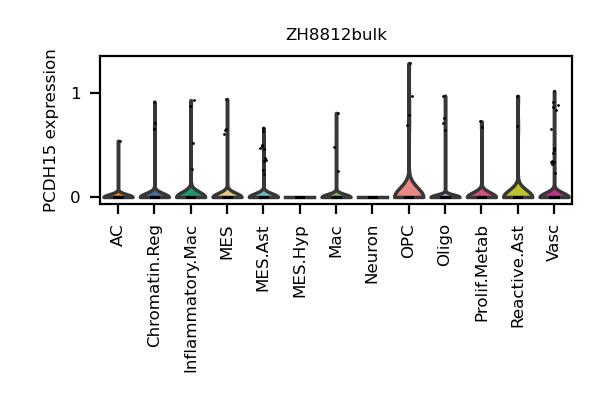 ZH8812bulk
PCDH15 expression
1
0
AC
Chromatin.Reg
Inflammatory.Mac
MES
MES.Ast
MES.Hyp
Mac
Neuron
OPC
Oligo
Prolif.Metab
Reactive.Ast
Vasc